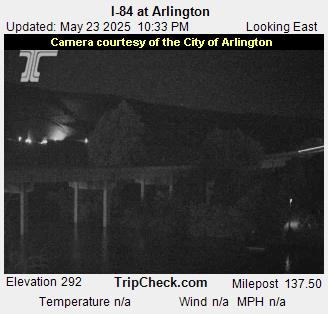 I-84 at Arlington
Updated: May 23 2025 10:33 PM Looking East
Camera courtesy of the City of Arlington
Elevation 292 TripCheck.com Milepost 137.50
Temperature n/a Wind n/a MPH n/a